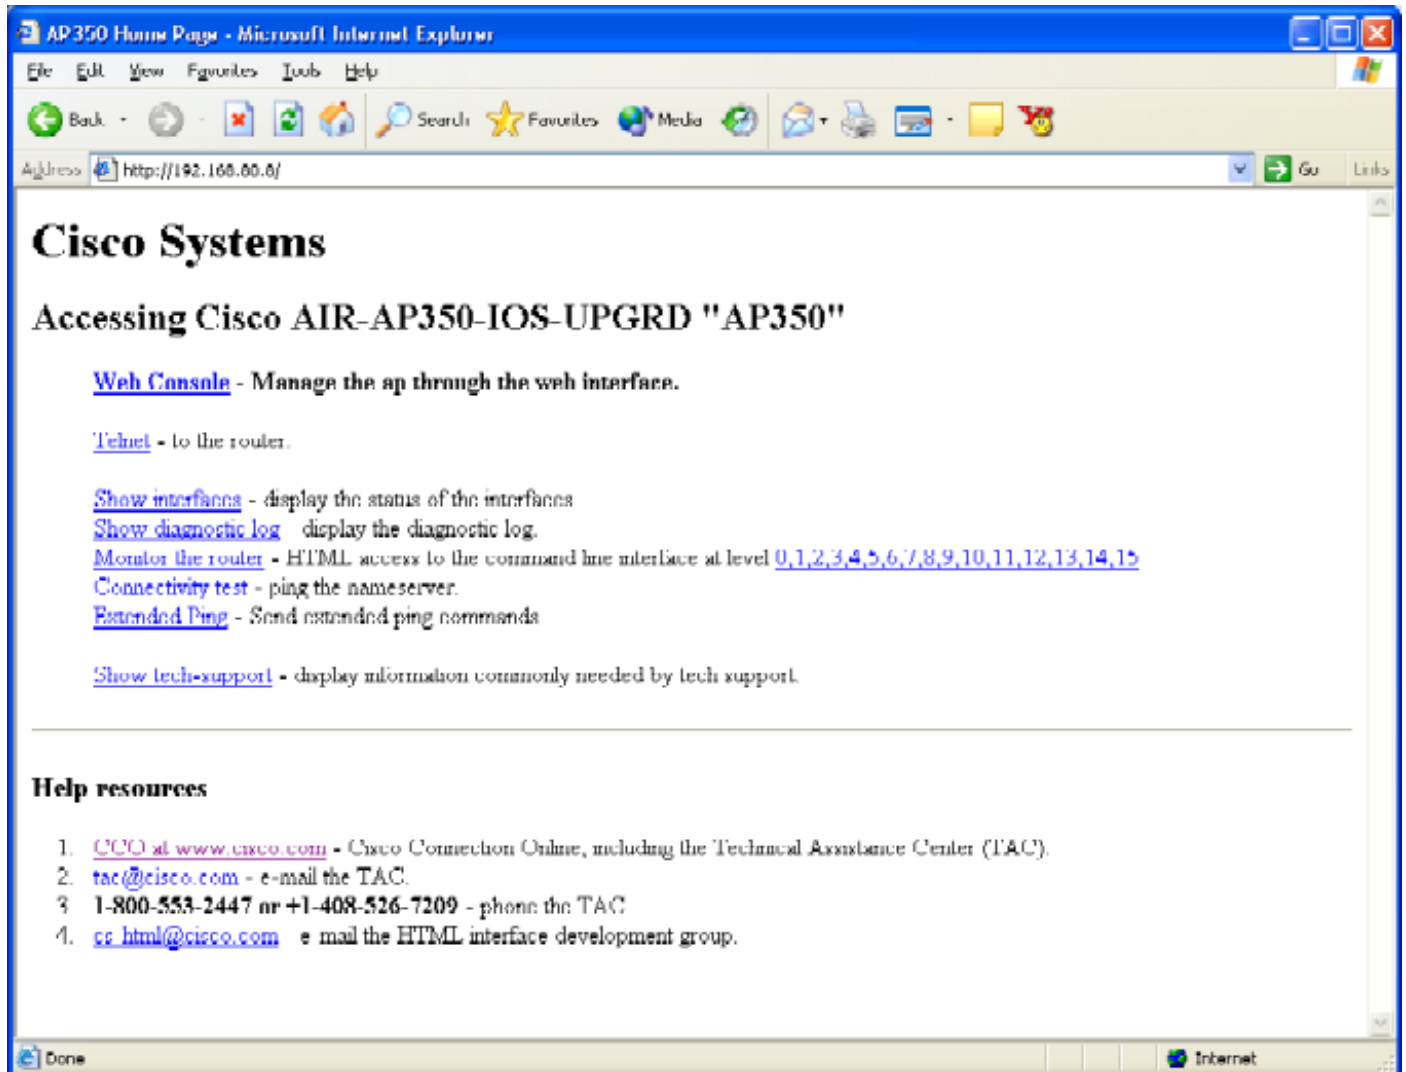 AP350 Home Page - Microsoft Internet Explorer
File Edit View Favorites Tools Help
Back Search Favorites Media
Address http://192.168.80.8/ Go Links
Cisco Systems
Accessing Cisco AIR-AP350-IOS-UPGRD "AP350"
Web Console - Manage the ap through the web interface.
Telnet - to the router.
Show interfaces - display the status of the interfaces
Show diagnostic log - display the diagnostic log.
Monitor the router - HTML access to the command line interface at level 0,1,2,3,4,5,6,7,8,9,10,11,12,13,14,15
Connectivity test - ping the nameserver.
Extended Ping - Send extended ping commands
Show tech-support - display information commonly needed by tech support.
Help resources
1. CCO at www.cisco.com - Cisco Connection Online, including the Technical Assistance Center (TAC).
2. tac@cisco.com - e-mail the TAC.
3. 1-800-553-2447 or +1-408-526-7209 - phone the TAC
4. cs-html@cisco.com - e-mail the HTML interface development group.
Done Internet